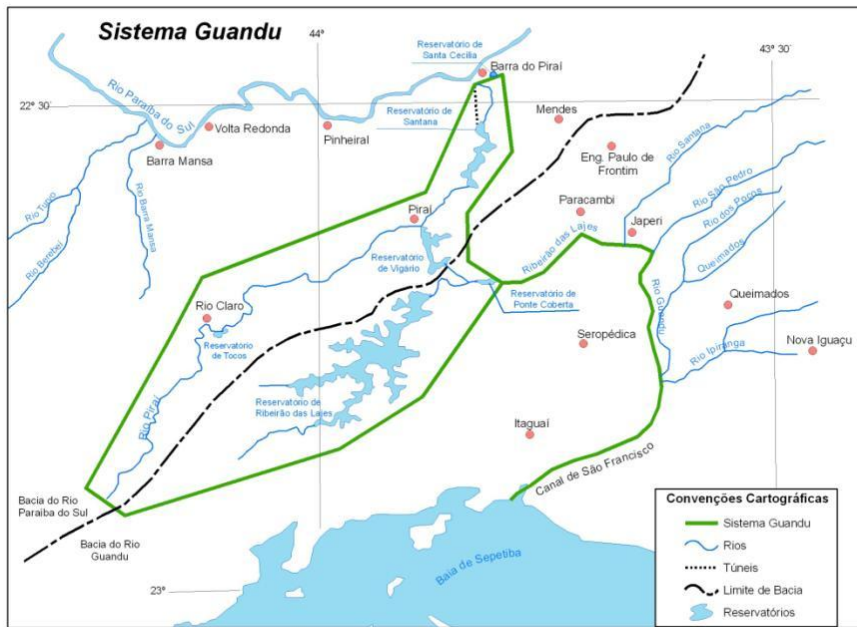 Sistema Guandu
44°
43° 30'
Reservatório de
Santa Cecília
Barra do Piraí
22° 30'
Rio Paraíba do Sul
Volta Redonda
Pinheiral
Reservatório de
Santana
Mendes
Barra Mansa
Eng. Paulo de
Frontim
Rio Santana
Rio São Pedro
Rio Turvo
Rio Barra Mansa
Rio Berebeí
Piraí
Paracambi
Japeri
Rio dos Poços
Ribeirão das Lajes
Queimados
Reservatório
de Vigário
Rio Claro
Reservatório
de Tocos
Reservatório de
Ponte Coberta
Rio Guandu
Queimados
Seropédica
Rio Ipiranga
Nova Iguaçu
Rio Piraí
Reservatório de
Ribeirão das Lajes
Itaguaí
Canal de São Francisco
Bacia do Rio
Paraiba do Sul
Bacia do Rio
Guandu
Baia de Sepetiba
23°
Convenções Cartográficas
Sistema Guandu
Rios
Túneis
Limite de Bacia
Reservatórios